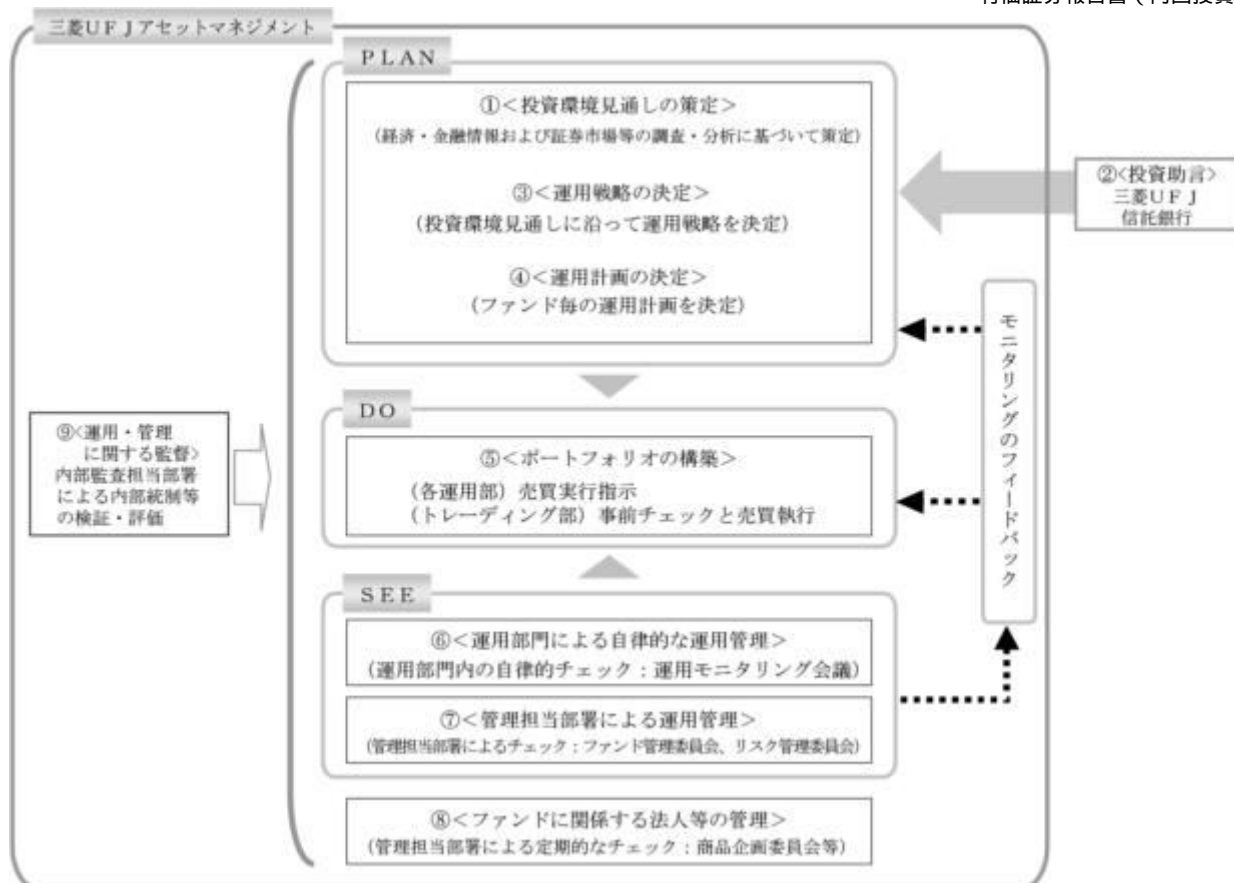 三菱UFJアセットマネジメント
PLAN
①<投資環境見通しの策定>
(経済・金融情報および証券市場等の調査・分析に基づいて策定)
③<運用戦略の決定>
(投資環境見通しに沿って運用戦略を決定)
④<運用計画の決定>
(ファンド毎の運用計画を決定)
②<投資助言>
三菱UFJ
信託銀行
モニタリングのフィードバック
DO
⑤<ポートフォリオの構築>
(各運用部)売買実行指示
(トレーディング部)事前チェックと売買執行
⑨<運用・管理
に関する監督>
内部監査担当部署
による内部統制等
の検証・評価
SEE
⑥<運用部門による自律的な運用管理>
(運用部門内の自律的チェック:運用モニタリング会議)
⑦<管理担当部署による運用管理>
(管理担当部署によるチェック:ファンド管理委員会、リスク管理委員会)
⑧<ファンドに関係する法人等の管理>
(管理担当部署による定期的なチェック:商品企画委員会等)